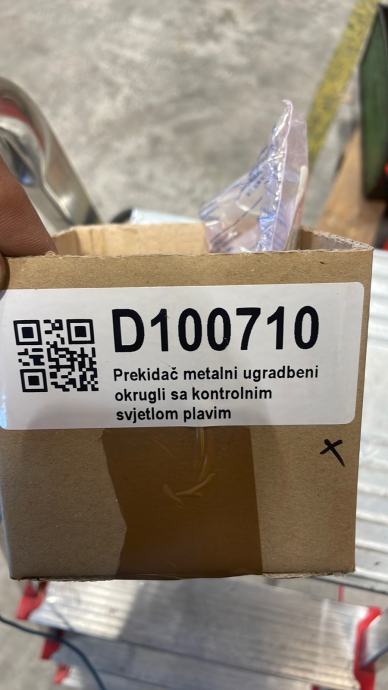 D100710
Prekidač metalni ugradbeni
okrugli sa kontrolnim
svjetlom plavim
X